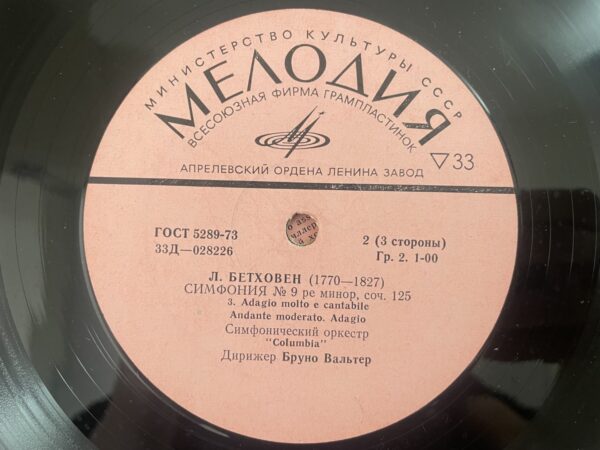 МИНИСТЕРСТВО КУЛЬТУРЫ СССР
МЕЛОДИЯ
ВСЕСОЮЗНАЯ ФИРМА ГРАМПЛАСТИНОК
АПРЕЛЕВСКИЙ ОРДЕНА ЛЕНИНА ЗАВОД
▽33
ГОСТ 5289-73
33Д—028226
2 (3 стороны)
Гр. 2. 1-00
Л. БЕТХОВЕН (1770—1827)
СИМФОНИЯ № 9 ре минор, соч. 125
3. Adagio molto e cantabile
Andante moderato. Adagio
Симфонический оркестр
"Columbia"
Дирижер Бруно Вальтер